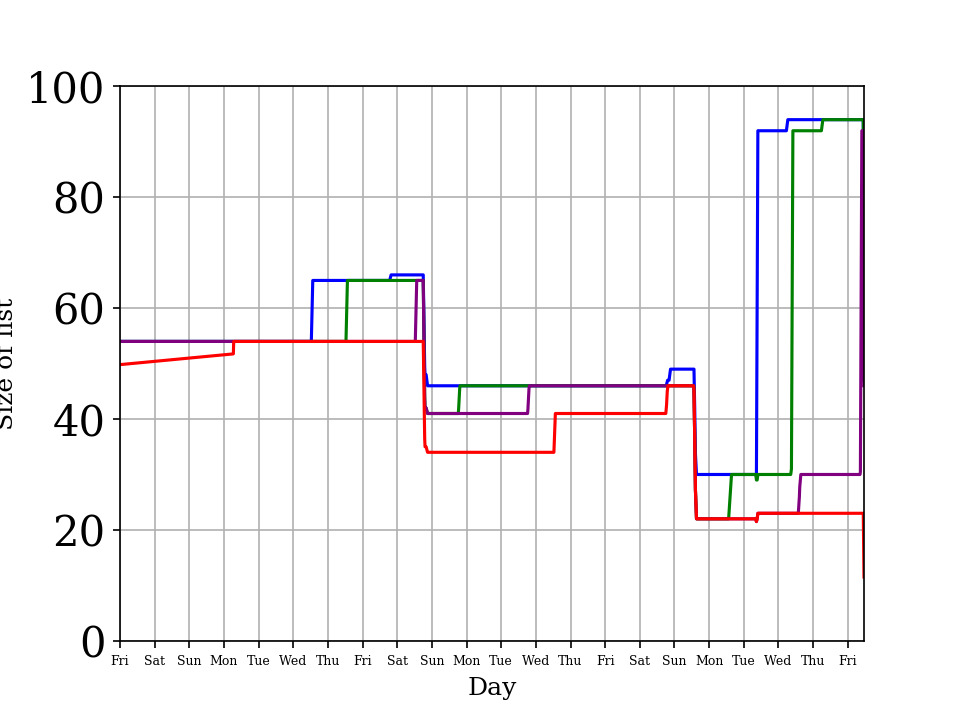 100
80
60
40
20
0
Size of list
Fri Sat Sun Mon Tue Wed Thu Fri Sat Sun Mon Tue Wed Thu Fri Sat Sun Mon Tue Wed Thu Fri
Day